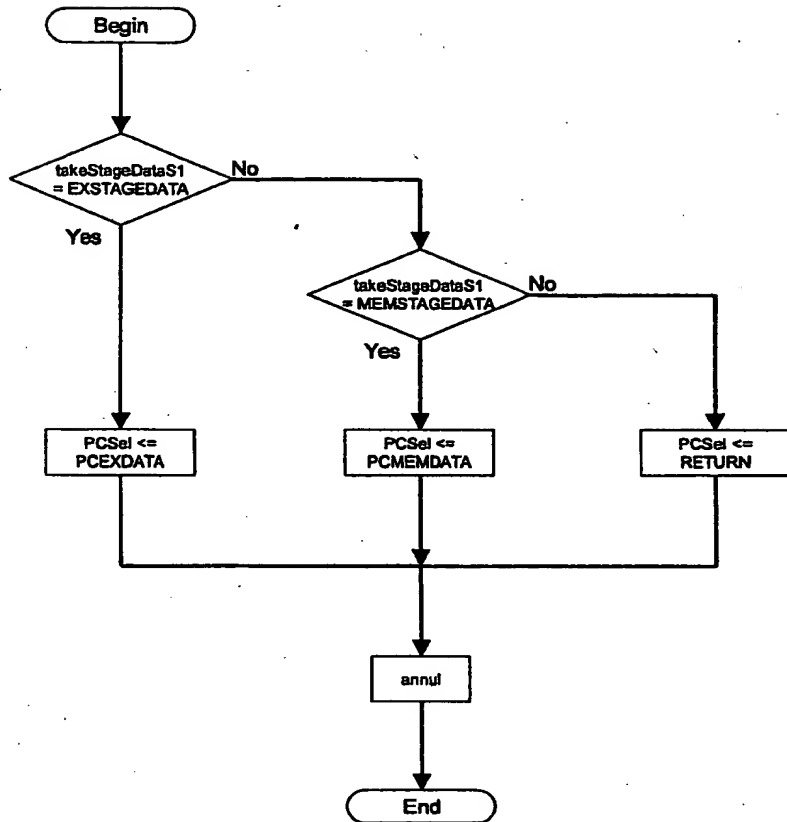 Begin
takeStageDataS1
= EXSTAGEDATA
No
Yes
takeStageDataS1
= MEMSTAGEDATA
No
Yes
PCSel <=
PCEXDATA
PCSel <=
PCMEMDATA
PCSel <=
RETURN
annul
End